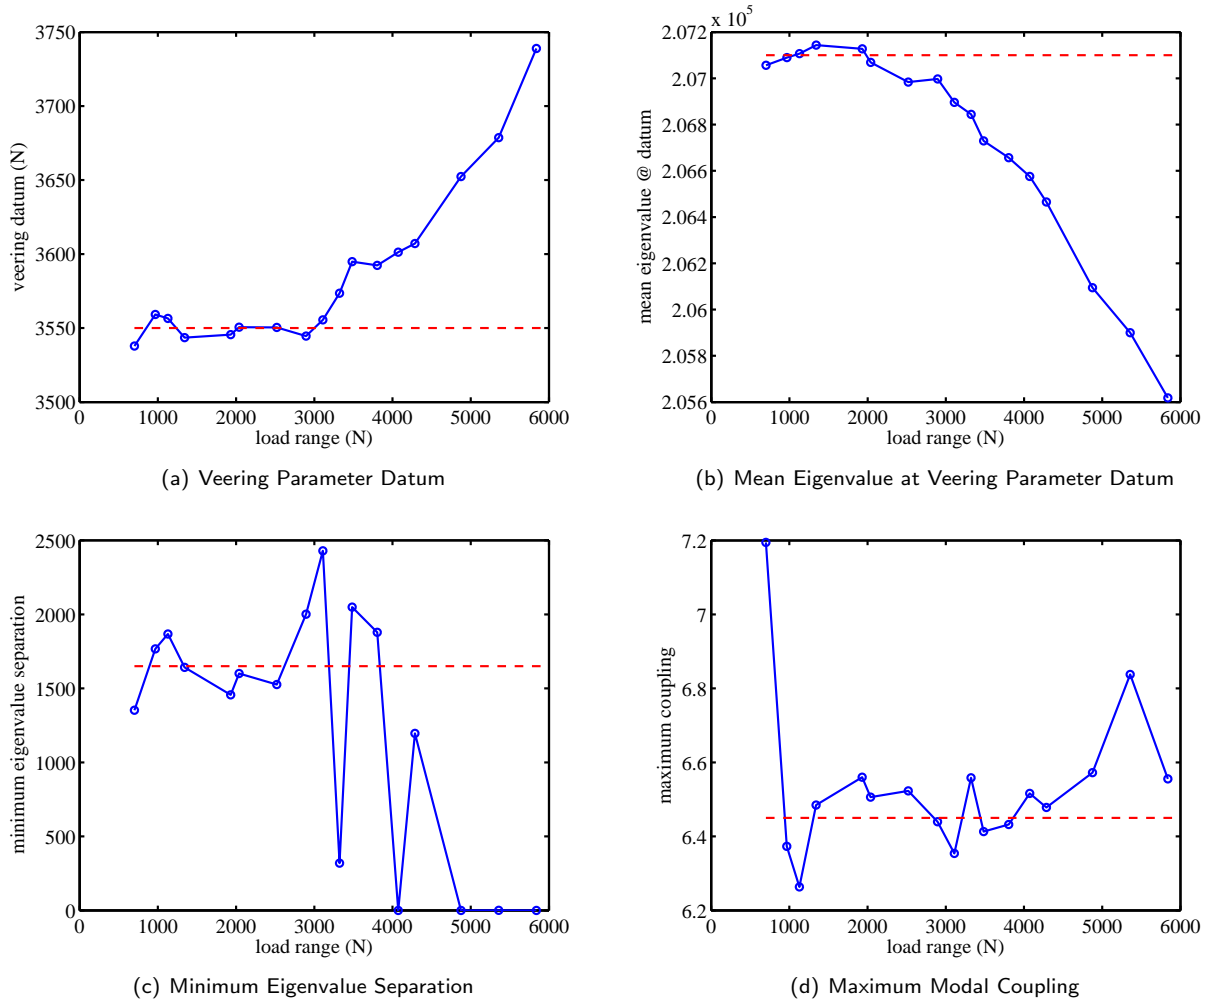 3750
3700
3650
3600
3550
3500
veering datum (N)
0 1000 2000 3000 4000 5000 6000
load range (N)
(a) Veering Parameter Datum
x 10^5
2.072
2.07
2.068
2.066
2.064
2.062
2.06
2.058
2.056
mean eigenvalue @ datum
0 1000 2000 3000 4000 5000 6000
load range (N)
(b) Mean Eigenvalue at Veering Parameter Datum
2500
2000
1500
1000
500
0
minimum eigenvalue separation
0 1000 2000 3000 4000 5000 6000
load range (N)
(c) Minimum Eigenvalue Separation
7.2
7
6.8
6.6
6.4
6.2
maximum coupling
0 1000 2000 3000 4000 5000 6000
load range (N)
(d) Maximum Modal Coupling